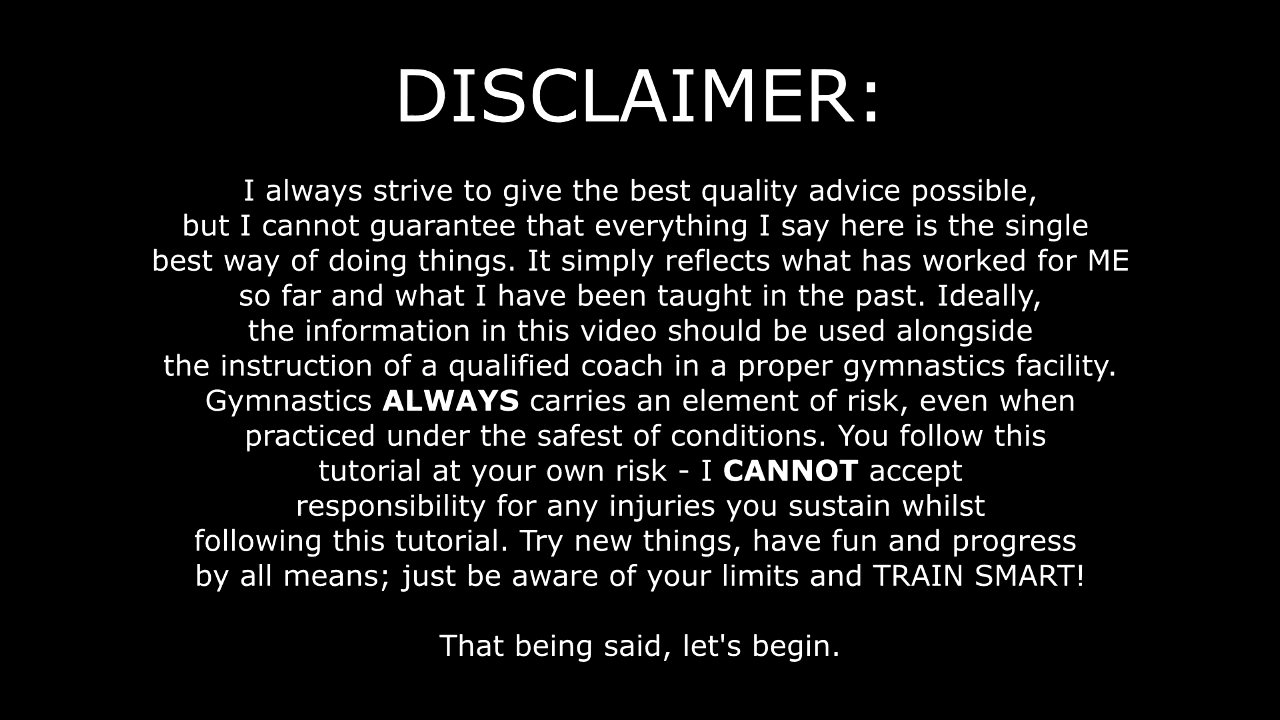 DISCLAIMER:
I always strive to give the best quality advice possible,
but I cannot guarantee that everything I say here is the single
best way of doing things. It simply reflects what has worked for ME
so far and what I have been taught in the past. Ideally,
the information in this video should be used alongside
the instruction of a qualified coach in a proper gymnastics facility.
Gymnastics ALWAYS carries an element of risk, even when
practiced under the safest of conditions. You follow this
tutorial at your own risk - I CANNOT accept
responsibility for any injuries you sustain whilst
following this tutorial. Try new things, have fun and progress
by all means; just be aware of your limits and TRAIN SMART!
That being said, let's begin.